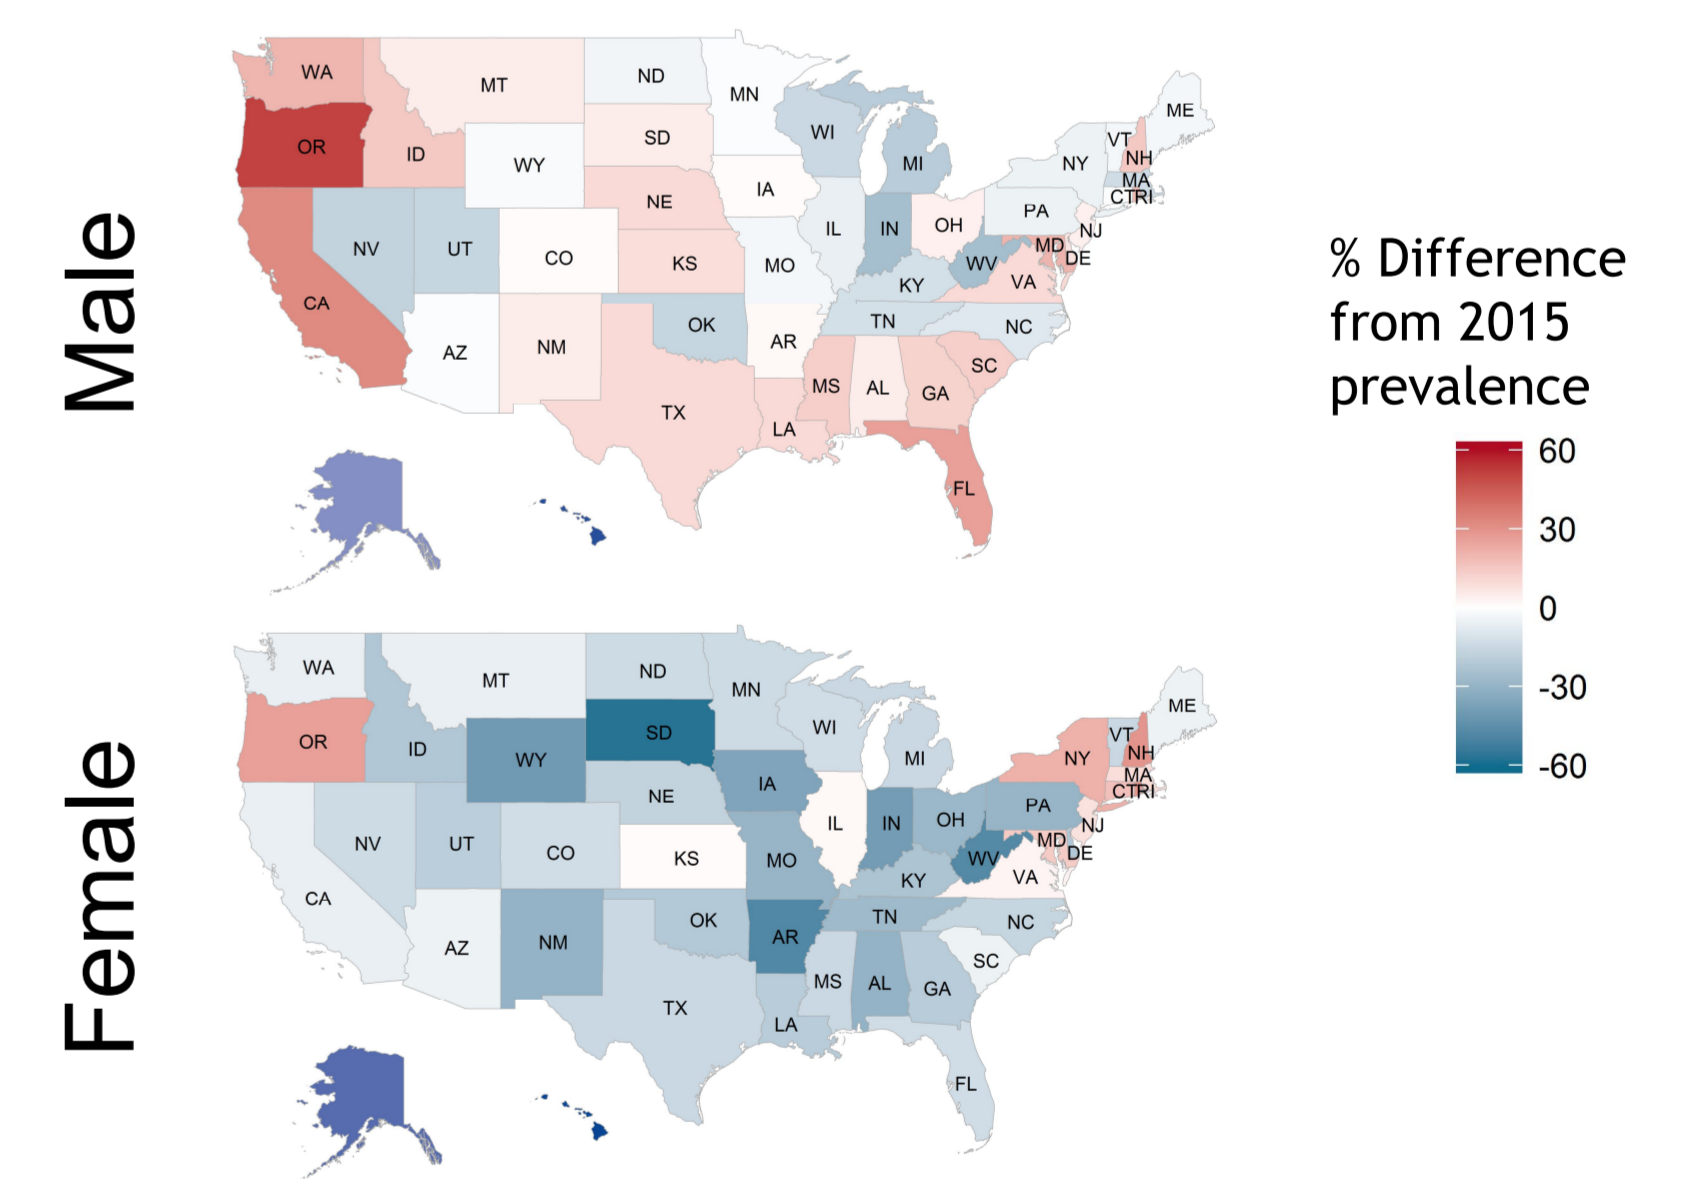 Male
WA
MT
ND
MN
ME
OR
ID
SD
WI
VT
NH
WY
MI
NY
MA
IA
CTRI
NE
PA
NV
UT
IL
IN
OH
NJ
CO
KS
MO
WV
MD
DE
CA
KY
VA
OK
TN
NC
AZ
NM
AR
SC
TX
MS
AL
GA
LA
FL
% Difference
from 2015
prevalence
60
30
0
-30
-60
Female
WA
MT
ND
MN
ME
OR
ID
SD
WI
VT
NH
WY
MI
NY
MA
IA
CTRI
NE
PA
NV
UT
IL
IN
OH
NJ
CO
KS
MO
WV
MD
DE
CA
KY
VA
OK
TN
NC
AZ
NM
AR
SC
TX
MS
AL
GA
LA
FL